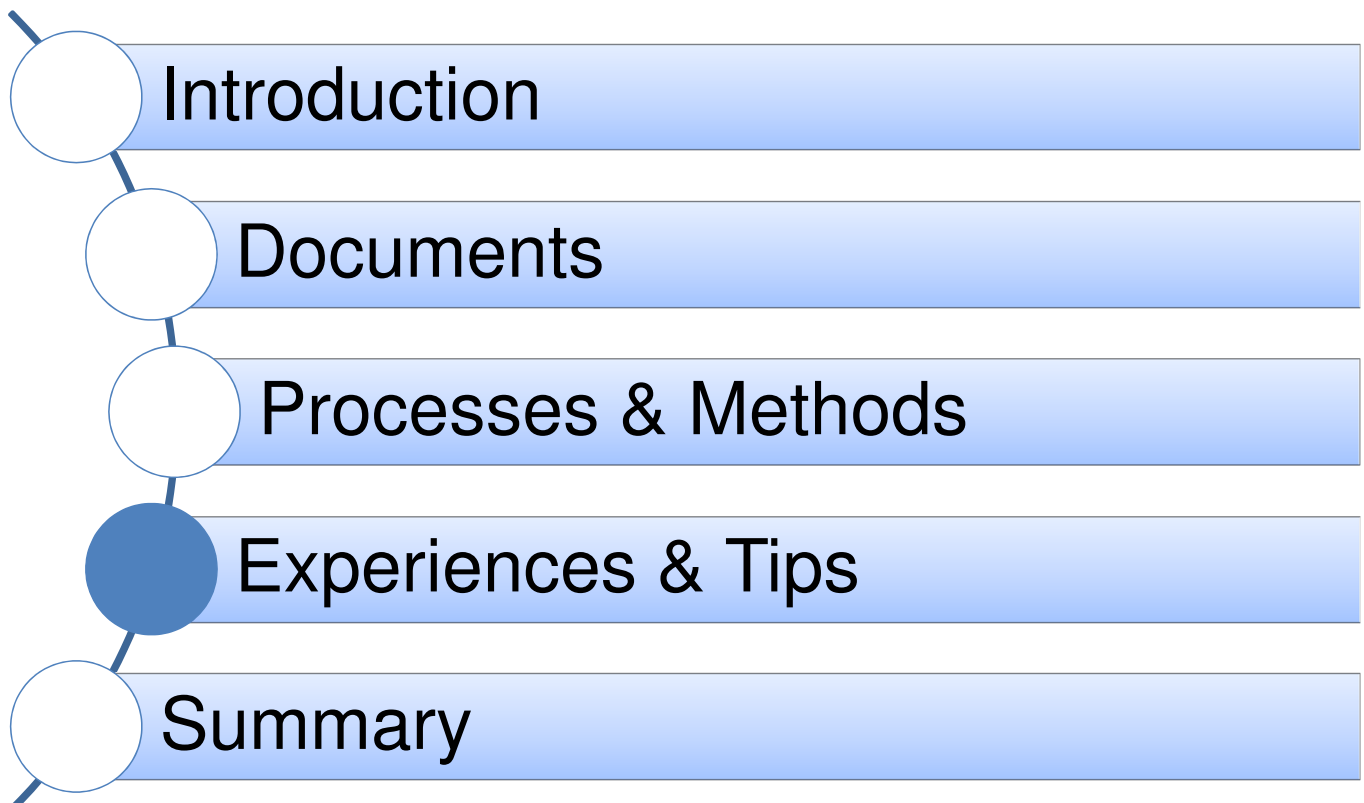 Introduction
Documents
Processes & Methods
Experiences & Tips
Summary